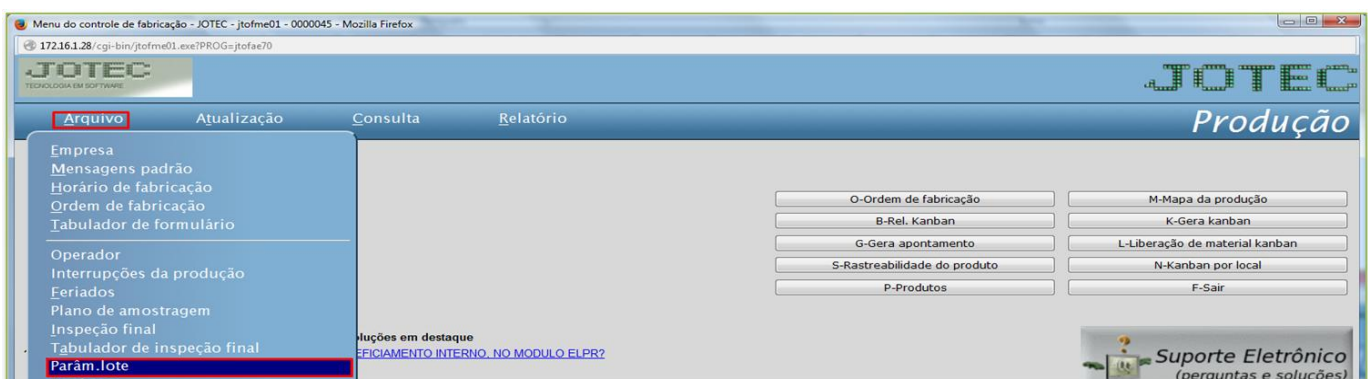 Menu do controle de fabricação - JOTEC - jtofme01 - 0000045 - Mozilla Firefox
172.16.1.28/cgi-bin/jtofme01.exe?PROG=jtofae70
JOTEC
TECNOLOGIA EM SOFTWARE
JOTEC
Arquivo Atualização Consulta Relatório Produção
Empresa
Mensagens padrão
Horário de fabricação
Ordem de fabricação
Tabulador de formulário
Operador
Interrupções da produção
Feriados
Plano de amostragem
Inspeção final
Tabulador de inspeção final
Parâm.lote
O-Ordem de fabricação M-Mapa da produção
B-Rel. Kanban K-Gera kanban
G-Gera apontamento L-Liberação de material kanban
S-Rastreabilidade do produto N-Kanban por local
P-Produtos F-Sair
luções em destaque
EFICIAMENTO INTERNO, NO MODULO ELPR?
Suporte Eletrônico
(perguntas e soluções)